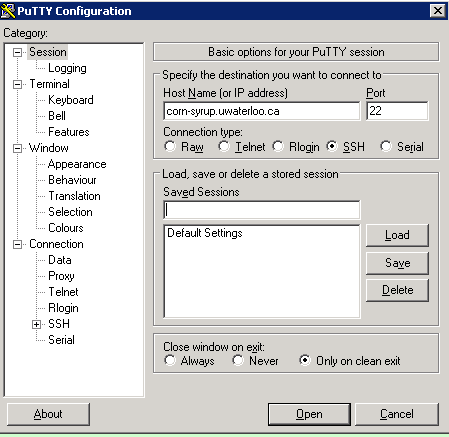 PuTTY Configuration
Category:
Session
Logging
Terminal
Keyboard
Bell
Features
Window
Appearance
Behaviour
Translation
Selection
Colours
Connection
Data
Proxy
Telnet
Rlogin
SSH
Serial
Basic options for your PuTTY session
Specify the destination you want to connect to
Host Name (or IP address) Port
corn-syrup.uwaterloo.ca 22
Connection type:
Raw Telnet Rlogin SSH Serial
Load, save or delete a stored session
Saved Sessions
Default Settings
Load
Save
Delete
Close window on exit:
Always Never Only on clean exit
About Open Cancel